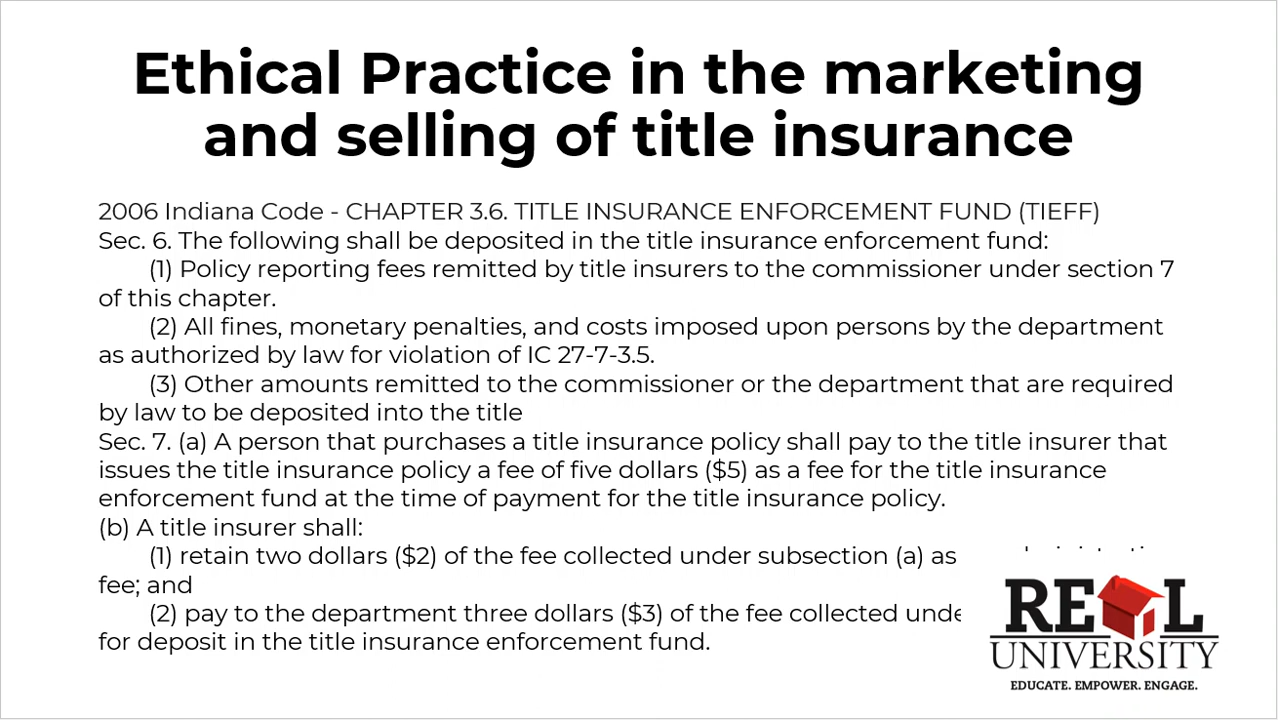 Ethical Practice in the marketing
and selling of title insurance
2006 Indiana Code - CHAPTER 3.6. TITLE INSURANCE ENFORCEMENT FUND (TIEFF)
Sec. 6. The following shall be deposited in the title insurance enforcement fund:
(1) Policy reporting fees remitted by title insurers to the commissioner under section 7
of this chapter.
(2) All fines, monetary penalties, and costs imposed upon persons by the department
as authorized by law for violation of IC 27-7-3.5.
(3) Other amounts remitted to the commissioner or the department that are required
by law to be deposited into the title
Sec. 7. (a) A person that purchases a title insurance policy shall pay to the title insurer that
issues the title insurance policy a fee of five dollars ($5) as a fee for the title insurance
enforcement fund at the time of payment for the title insurance policy.
(b) A title insurer shall:
(1) retain two dollars ($2) of the fee collected under subsection (a) as
fee; and
(2) pay to the department three dollars ($3) of the fee collected
for deposit in the title insurance enforcement fund.
REAL
UNIVERSITY
EDUCATE. EMPOWER. ENGAGE.